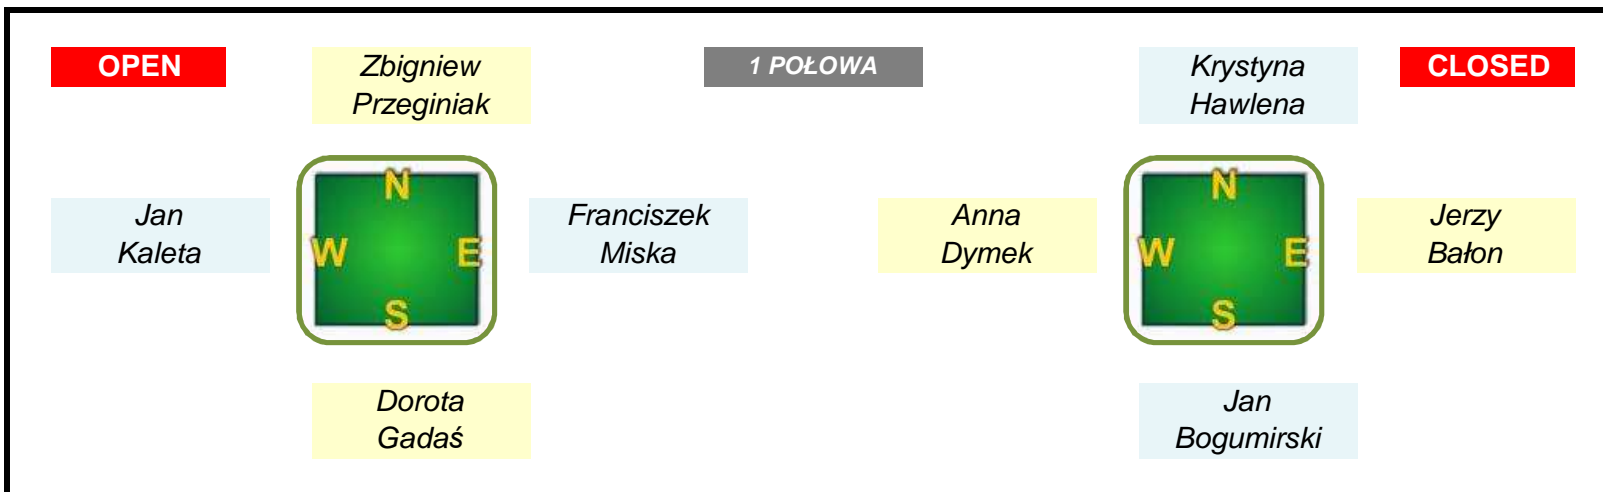 OPEN
Zbigniew
Przeginiak
1 POŁOWA
Krystyna
Hawlena
CLOSED
Jan
Kaleta
N
W
E
S
Franciszek
Miska
Anna
Dymek
N
W
E
S
Jerzy
Bałon
Dorota
Gadaś
Jan
Bogumirski